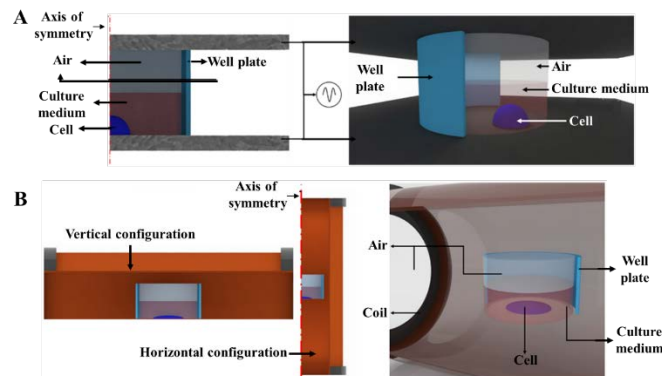 A
Axis of
symmetry
Air
Well plate
Culture
medium
Cell
Well
plate
Air
Culture medium
Cell
B
Axis of
symmetry
Vertical configuration
Horizontal configuration
Air
Coil
Well
plate
Culture
medium
Cell